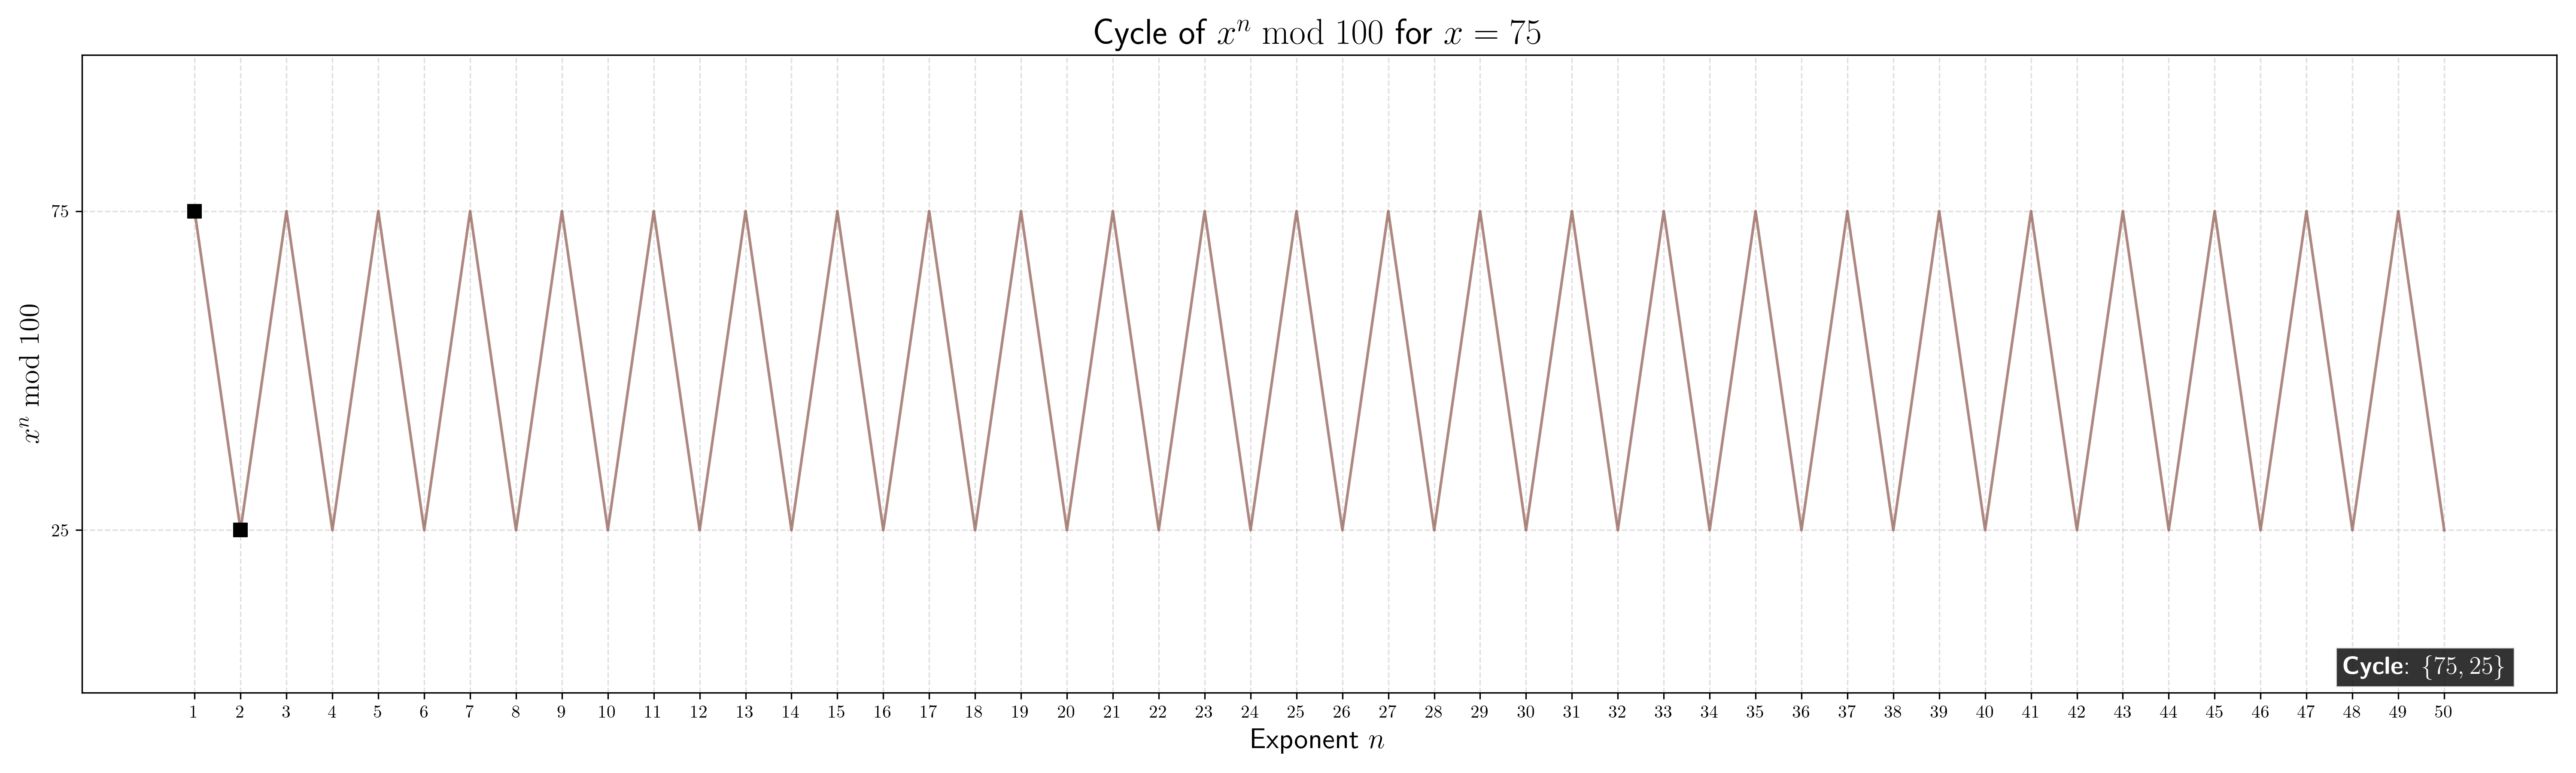 Cycle of $x^n \bmod 100$ for $x = 75$
$x^n \bmod 100$
75
25
Cycle: {75, 25}
1 2 3 4 5 6 7 8 9 10 11 12 13 14 15 16 17 18 19 20 21 22 23 24 25 26 27 28 29 30 31 32 33 34 35 36 37 38 39 40 41 42 43 44 45 46 47 48 49 50
Exponent $n$